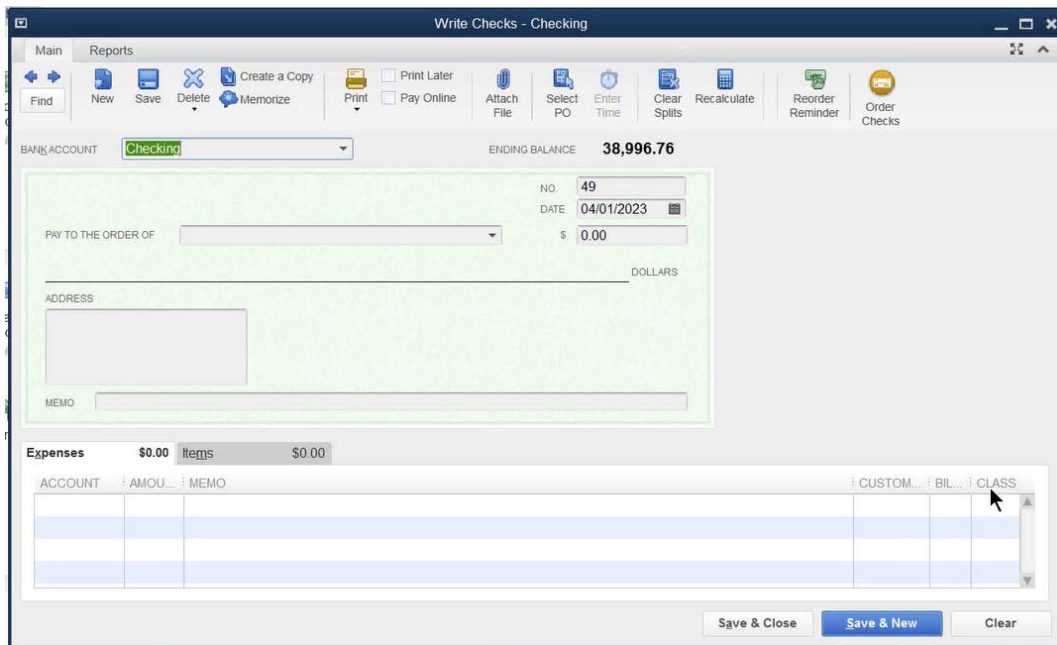 Write Checks - Checking
Main Reports
Find New Save Delete Create a Copy Memorize Print Print Later Pay Online Attach File Select PO Enter Time Clear Splits Recalculate Reorder Reminder Order Checks
BANK ACCOUNT Checking ENDING BALANCE 38,996.76
NO. 49
DATE 04/01/2023
PAY TO THE ORDER OF $ 0.00
DOLLARS
ADDRESS
MEMO
Expenses $0.00 Items $0.00
ACCOUNT AMOU... MEMO CUSTOM... BIL... CLASS
Save & Close Save & New Clear